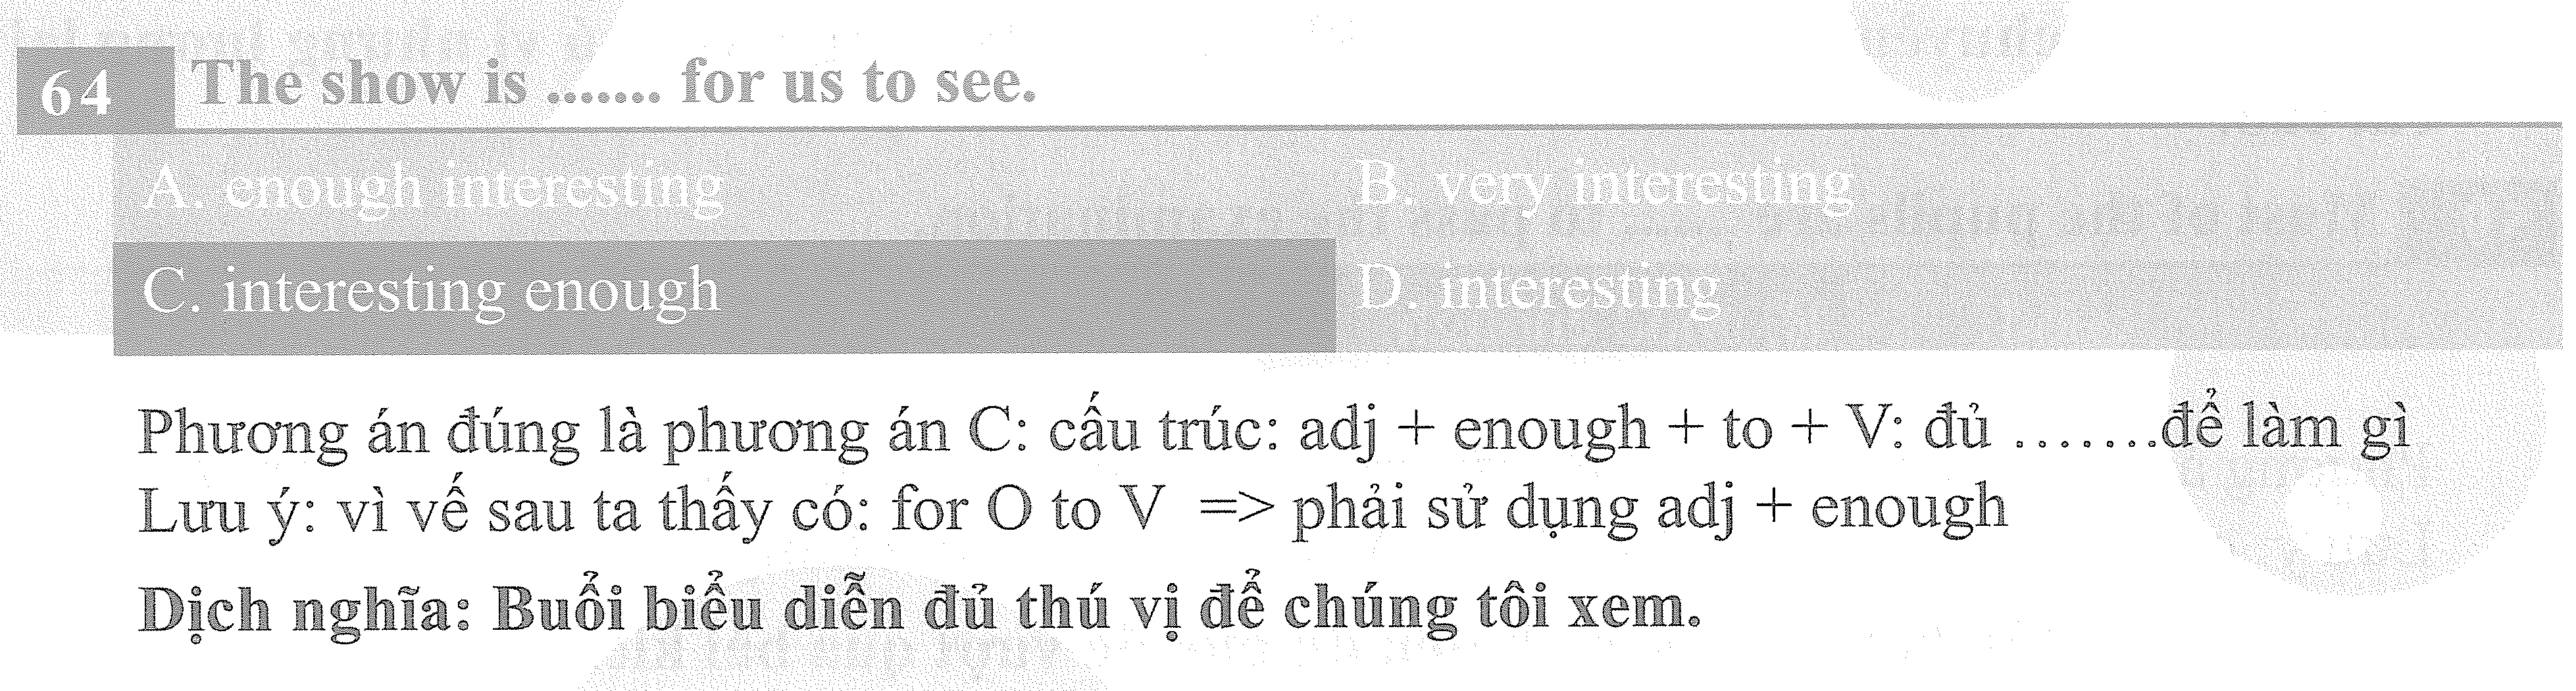 64 The show is ....... for us to see.
A. enough interesting B. very interesting
C. interesting enough D. interesting
Phương án đúng là phương án C: cấu trúc: adj + enough + to + V: đủ .......để làm gì
Lưu ý: vì vế sau ta thấy có: for O to V => phải sử dụng adj + enough
Dịch nghĩa: Buổi biểu diễn đủ thú vị để chúng tôi xem.